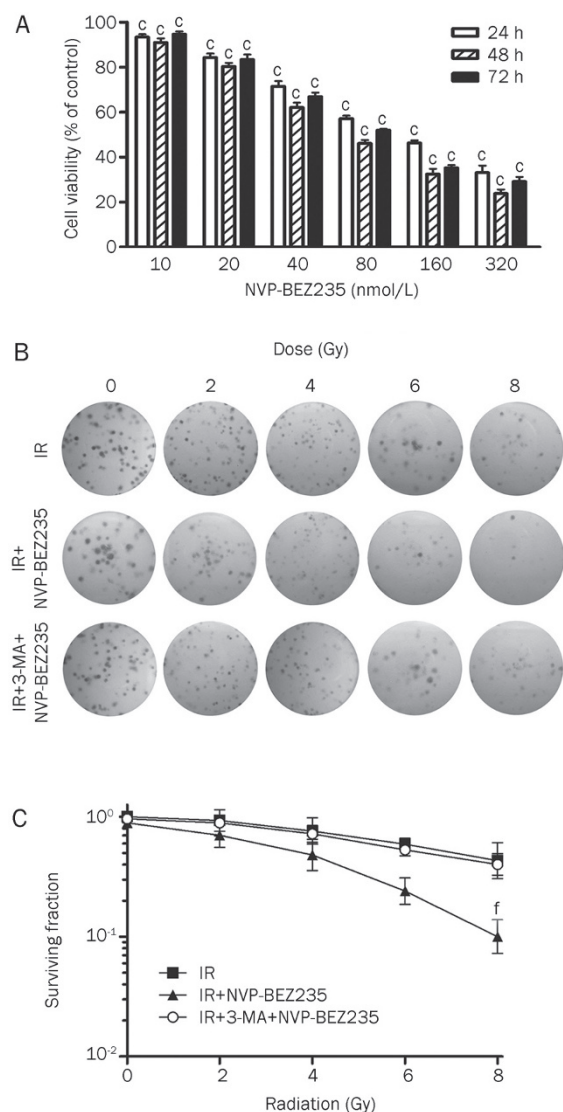 A
Cell viability (% of control)
100
80
60
40
20
0
c c c c c c c c c c c c c c c c c c
24 h
48 h
72 h
10 20 40 80 160 320
NVP-BEZ235 (nmol/L)
B
Dose (Gy)
0 2 4 6 8
IR
IR+
NVP-BEZ235
IR+3-MA+
NVP-BEZ235
C
Surviving fraction
10⁰
10⁻¹
10⁻²
f
IR
IR+NVP-BEZ235
IR+3-MA+NVP-BEZ235
0 2 4 6 8
Radiation (Gy)